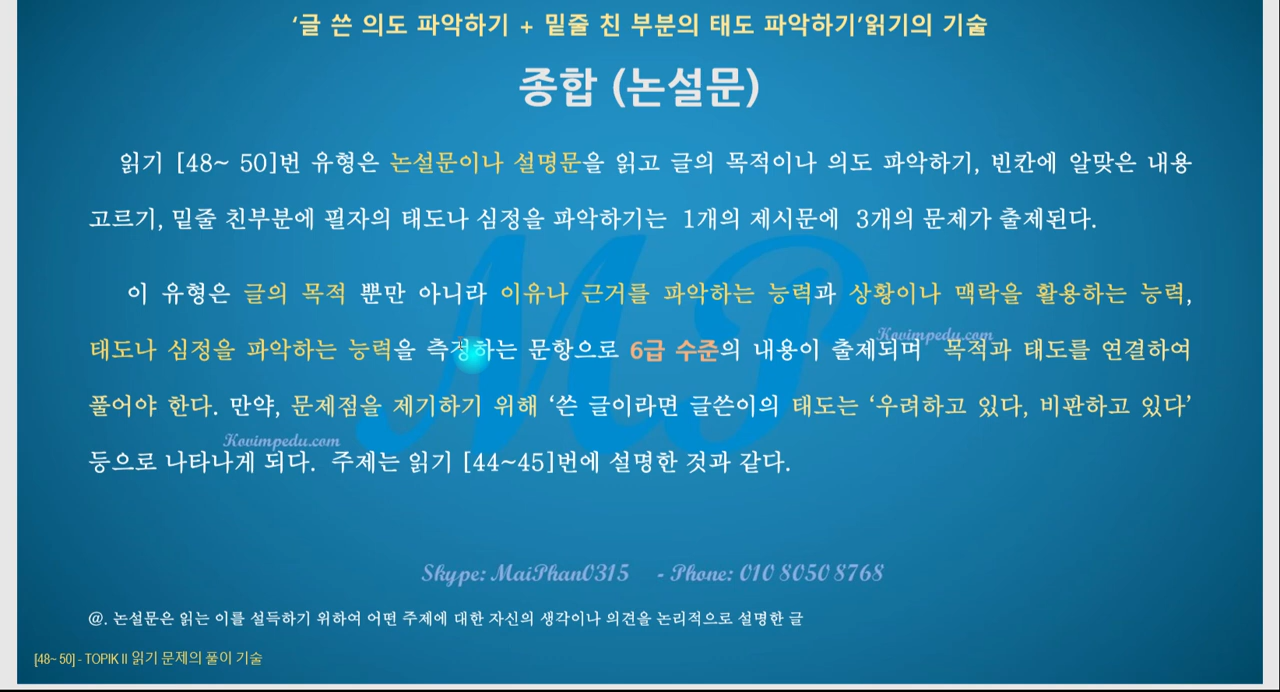 ‘글 쓴 의도 파악하기 + 밑줄 친 부분의 태도 파악하기’읽기의 기술
종합 (논설문)
읽기 [48~ 50]번 유형은 논설문이나 설명문을 읽고 글의 목적이나 의도 파악하기, 빈칸에 알맞은 내용
고르기, 밑줄 친부분에 필자의 태도나 심정을 파악하기는 1개의 제시문에 3개의 문제가 출제된다.
이 유형은 글의 목적 뿐만 아니라 이유나 근거를 파악하는 능력과 상황이나 맥락을 활용하는 능력,
Kovimpedu.com
태도나 심정을 파악하는 능력을 측정하는 문항으로 6급 수준의 내용이 출제되며 목적과 태도를 연결하여
풀어야 한다. 만약, 문제점을 제기하기 위해 ‘쓴 글이라면 글쓴이의 태도는 ‘우려하고 있다, 비판하고 있다’
Kovimpedu.com
등으로 나타나게 되다. 주제는 읽기 [44~45]번에 설명한 것과 같다.
MP
Skype: MaiPhan0315 - Phone: 010 8050 8768
@. 논설문은 읽는 이를 설득하기 위하여 어떤 주제에 대한 자신의 생각이나 의견을 논리적으로 설명한 글
[48~ 50] - TOPIK II 읽기 문제의 풀이 기술